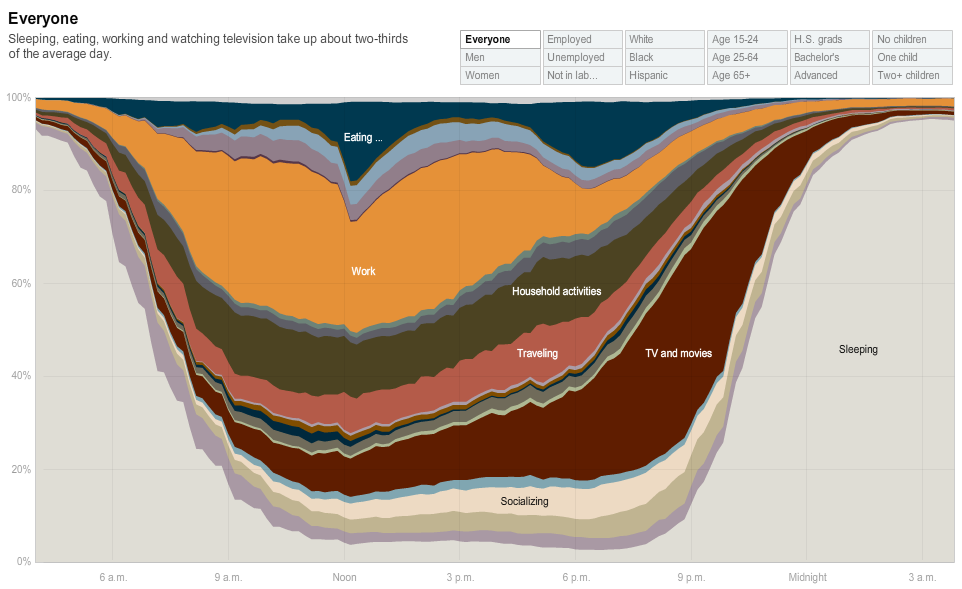 Everyone
Sleeping, eating, working and watching television take up about two-thirds
of the average day.
Everyone Employed White Age 15-24 H.S. grads No children
Men Unemployed Black Age 25-64 Bachelor's One child
Women Not in lab... Hispanic Age 65+ Advanced Two+ children
100%
Eating ...
80%
Work
60%
Household activities
Traveling
TV and movies
Sleeping
40%
20%
Socializing
0%
6 a.m. 9 a.m. Noon 3 p.m. 6 p.m. 9 p.m. Midnight 3 a.m.